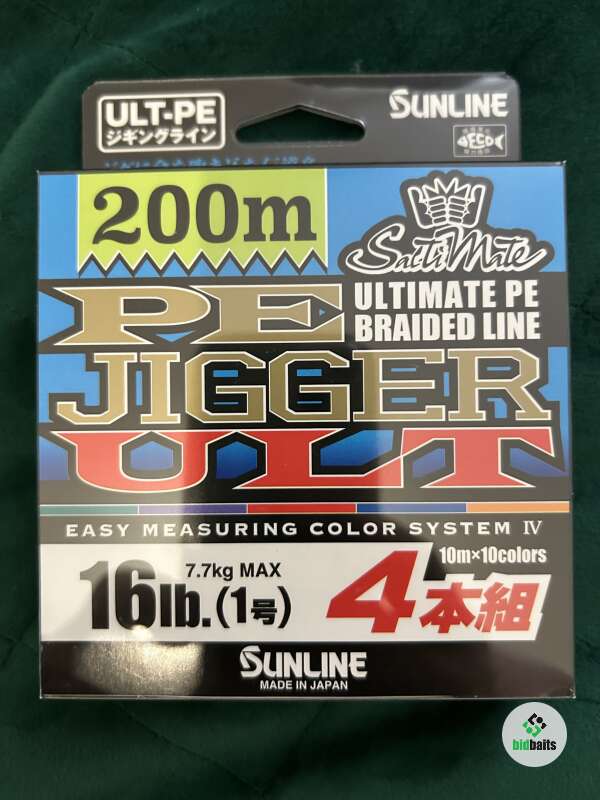 ULT-PE
ジギングライン
SUNLINE
DECO
200m
SaltiMate
PE
ULTIMATE PE
BRAIDED LINE
JIGGER
ULT
EASY MEASURING COLOR SYSTEM Ⅳ
10m×10colors
7.7kg MAX
16lb.(1号)
4本組
SUNLINE
MADE IN JAPAN
bidbaits